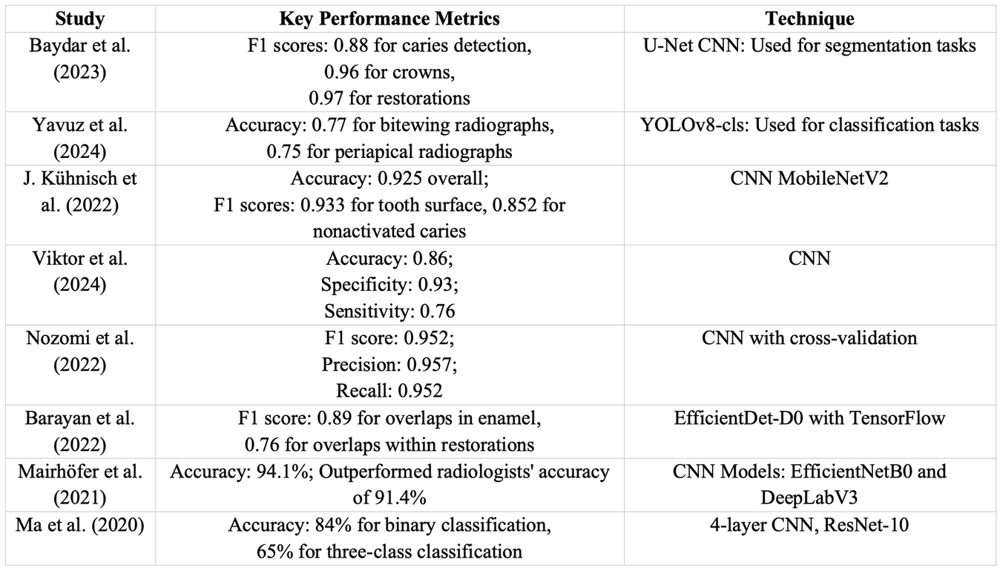 Study Key Performance Metrics Technique
Baydar et al. (2023) F1 scores: 0.88 for caries detection, 0.96 for crowns, 0.97 for restorations U-Net CNN: Used for segmentation tasks
Yavuz et al. (2024) Accuracy: 0.77 for bitewing radiographs, 0.75 for periapical radiographs YOLOv8-cls: Used for classification tasks
J. Kühnisch et al. (2022) Accuracy: 0.925 overall; F1 scores: 0.933 for tooth surface, 0.852 for nonactivated caries CNN MobileNetV2
Viktor et al. (2024) Accuracy: 0.86; Specificity: 0.93; Sensitivity: 0.76 CNN
Nozomi et al. (2022) F1 score: 0.952; Precision: 0.957; Recall: 0.952 CNN with cross-validation
Barayan et al. (2022) F1 score: 0.89 for overlaps in enamel, 0.76 for overlaps within restorations EfficientDet-D0 with TensorFlow
Mairhöfer et al. (2021) Accuracy: 94.1%; Outperformed radiologists' accuracy of 91.4% CNN Models: EfficientNetB0 and DeepLabV3
Ma et al. (2020) Accuracy: 84% for binary classification, 65% for three-class classification 4-layer CNN, ResNet-10